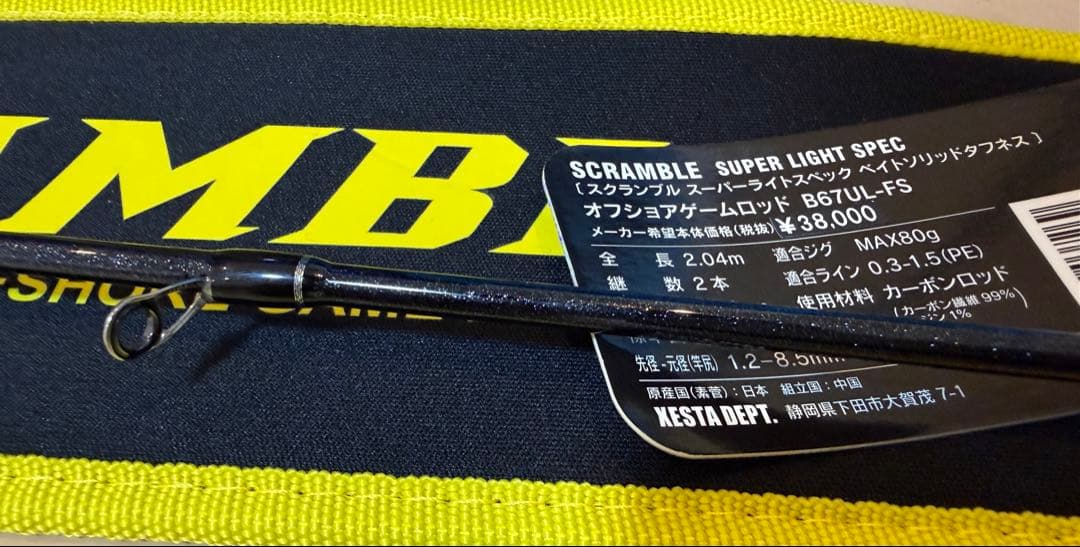 IMBL
-SHORE GAME
SCRAMBLE SUPER LIGHT SPEC
〔スクランブル スーパーライトスペック ベイトソリッドタフネス〕
オフショアゲームロッド B67UL-FS
メーカー希望本体価格(税抜)¥38,000
全長 2.04m 適合ジグ MAX80g
継数 2本 適合ライン 0.3-1.5(PE)
使用材料 カーボンロッド
(カーボン繊維 99%)
1%
先径-元径(竿尻) 1.2-8.5mm
原産国(素菅):日本 組立国:中国
XESTA DEPT. 静岡県下田市大賀茂 7-1